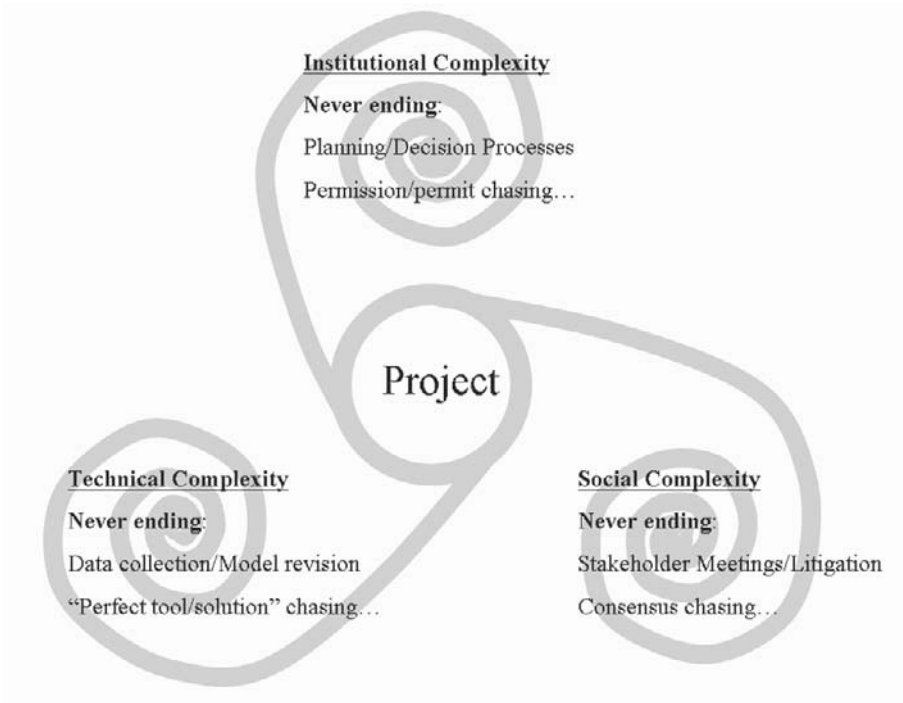 Institutional Complexity
Never ending:
Planning/Decision Processes
Permission/permit chasing…
Project
Technical Complexity
Never ending:
Data collection/Model revision
“Perfect tool/solution” chasing…
Social Complexity
Never ending:
Stakeholder Meetings/Litigation
Consensus chasing…